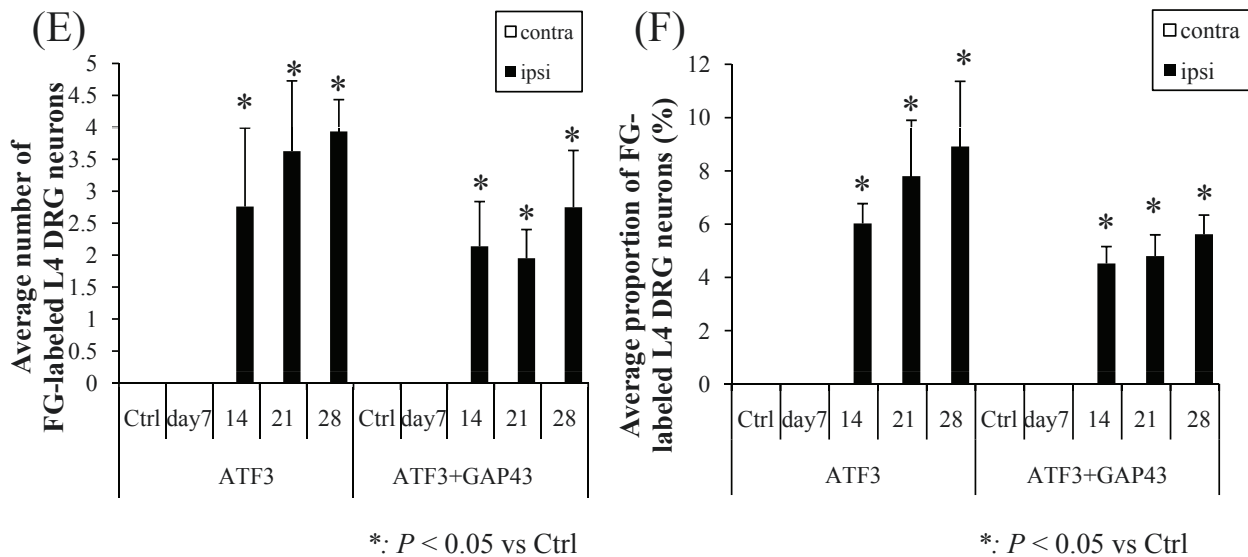 (E)
contra
ipsi
Average number of
FG-labeled L4 DRG neurons
5
4.5
4
3.5
3
2.5
2
1.5
1
0.5
0
* * * * * *
Ctrl day7 14 21 28 Ctrl day7 14 21 28
ATF3 ATF3+GAP43
*: P < 0.05 vs Ctrl
(F)
contra
ipsi
Average proportion of FG-
labeled L4 DRG neurons (%)
12
10
8
6
4
2
0
* * * * * *
Ctrl day7 14 21 28 Ctrl day7 14 21 28
ATF3 ATF3+GAP43
*: P < 0.05 vs Ctrl